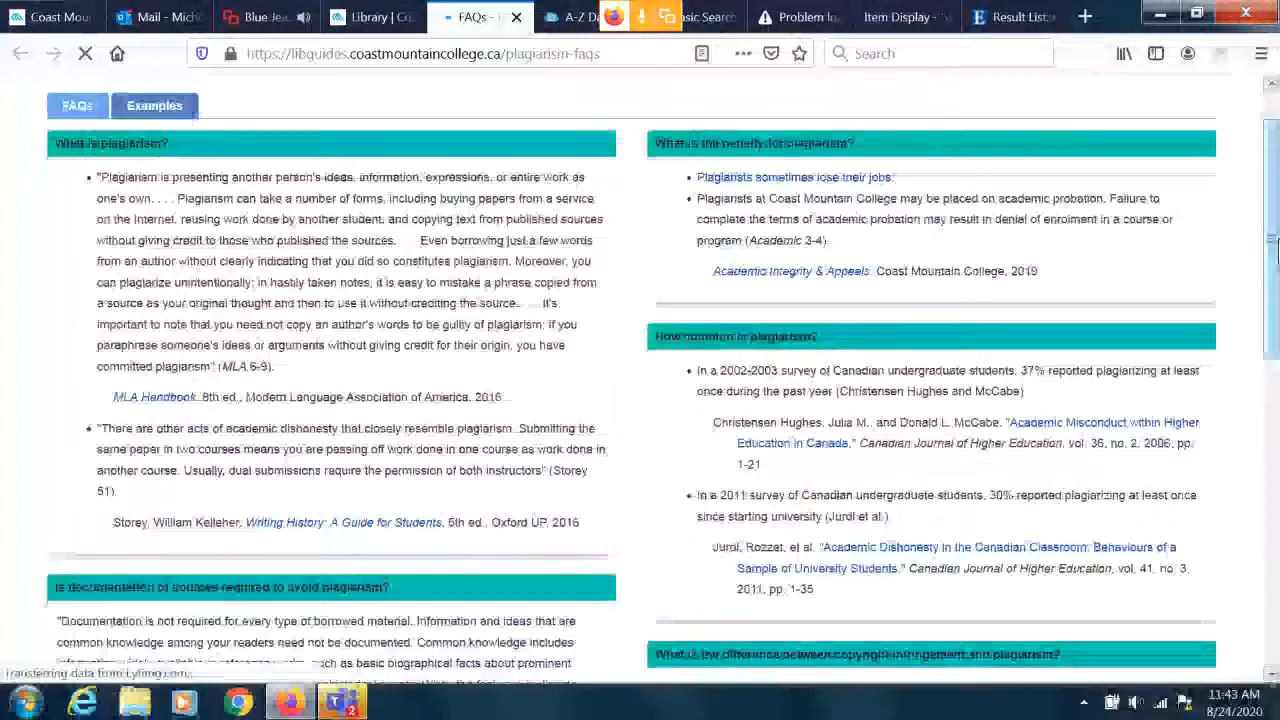 Coast Mou
Mail - Mich
Blue Jea
Library | Co
FAQs -
A-Z Da
asic Search
Problem lo
Item Display -
Result List:
https://libguides.coastmountaincollege.ca/plagiarism-faqs
Search
FAQs
Examples
What is plagiarism?
• "Plagiarism is presenting another person's ideas, information, expressions, or entire work as
one's own. . . . Plagiarism can take a number of forms, including buying papers from a service
on the Internet, reusing work done by another student, and copying text from published sources
without giving credit to those who published the sources. Even borrowing just a few words
from an author without clearly indicating that you did so constitutes plagiarism. Moreover, you
can plagiarize unintentionally; in hastily taken notes, it is easy to mistake a phrase copied from
a source as your original thought and then to use it without crediting the source. It's
important to note that you need not copy an author's words to be guilty of plagiarism; if you
paraphrase someone's ideas or arguments without giving credit for their origin, you have
committed plagiarism" (MLA 6-9).
MLA Handbook. 8th ed., Modern Language Association of America, 2016
• "There are other acts of academic dishonesty that closely resemble plagiarism. Submitting the
same paper in two courses means you are passing off work done in one course as work done in
another course. Usually, dual submissions require the permission of both instructors" (Storey
51).
Storey, William Kelleher. Writing History: A Guide for Students. 5th ed., Oxford UP, 2016
Is documentation of sources required to avoid plagiarism?
"Documentation is not required for every type of borrowed material. Information and ideas that are
common knowledge among your readers need not be documented. Common knowledge includes
such as basic biographical facts about prominent
What is the penalty for plagiarism?
• Plagiarists sometimes lose their jobs.
• Plagiarists at Coast Mountain College may be placed on academic probation. Failure to
complete the terms of academic probation may result in denial of enrolment in a course or
program (Academic 3-4).
Academic Integrity & Appeals. Coast Mountain College, 2019
How common is plagiarism?
• In a 2002-2003 survey of Canadian undergraduate students, 37% reported plagiarizing at least
once during the past year (Christensen Hughes and McCabe)
Christensen Hughes, Julia M., and Donald L. McCabe. "Academic Misconduct within Higher
Education in Canada." Canadian Journal of Higher Education, vol. 36, no. 2, 2006, pp.
1-21
• In a 2011 survey of Canadian undergraduate students, 30% reported plagiarizing at least once
since starting university (Jurdi et al.)
Jurdi, Rozzet, et al. "Academic Dishonesty in the Canadian Classroom: Behaviours of a
Sample of University Students." Canadian Journal of Higher Education, vol. 41, no. 3,
2011, pp. 1-35
What is the difference between copyright infringement and plagiarism?
Transferring data from Lyfimg.com...
2
11:43 AM
8/24/2020